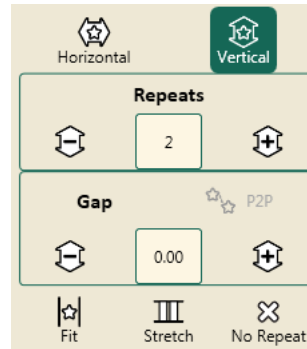 Horizontal Vertical
Repeats
2
Gap P2P
0.00
Fit Stretch No Repeat